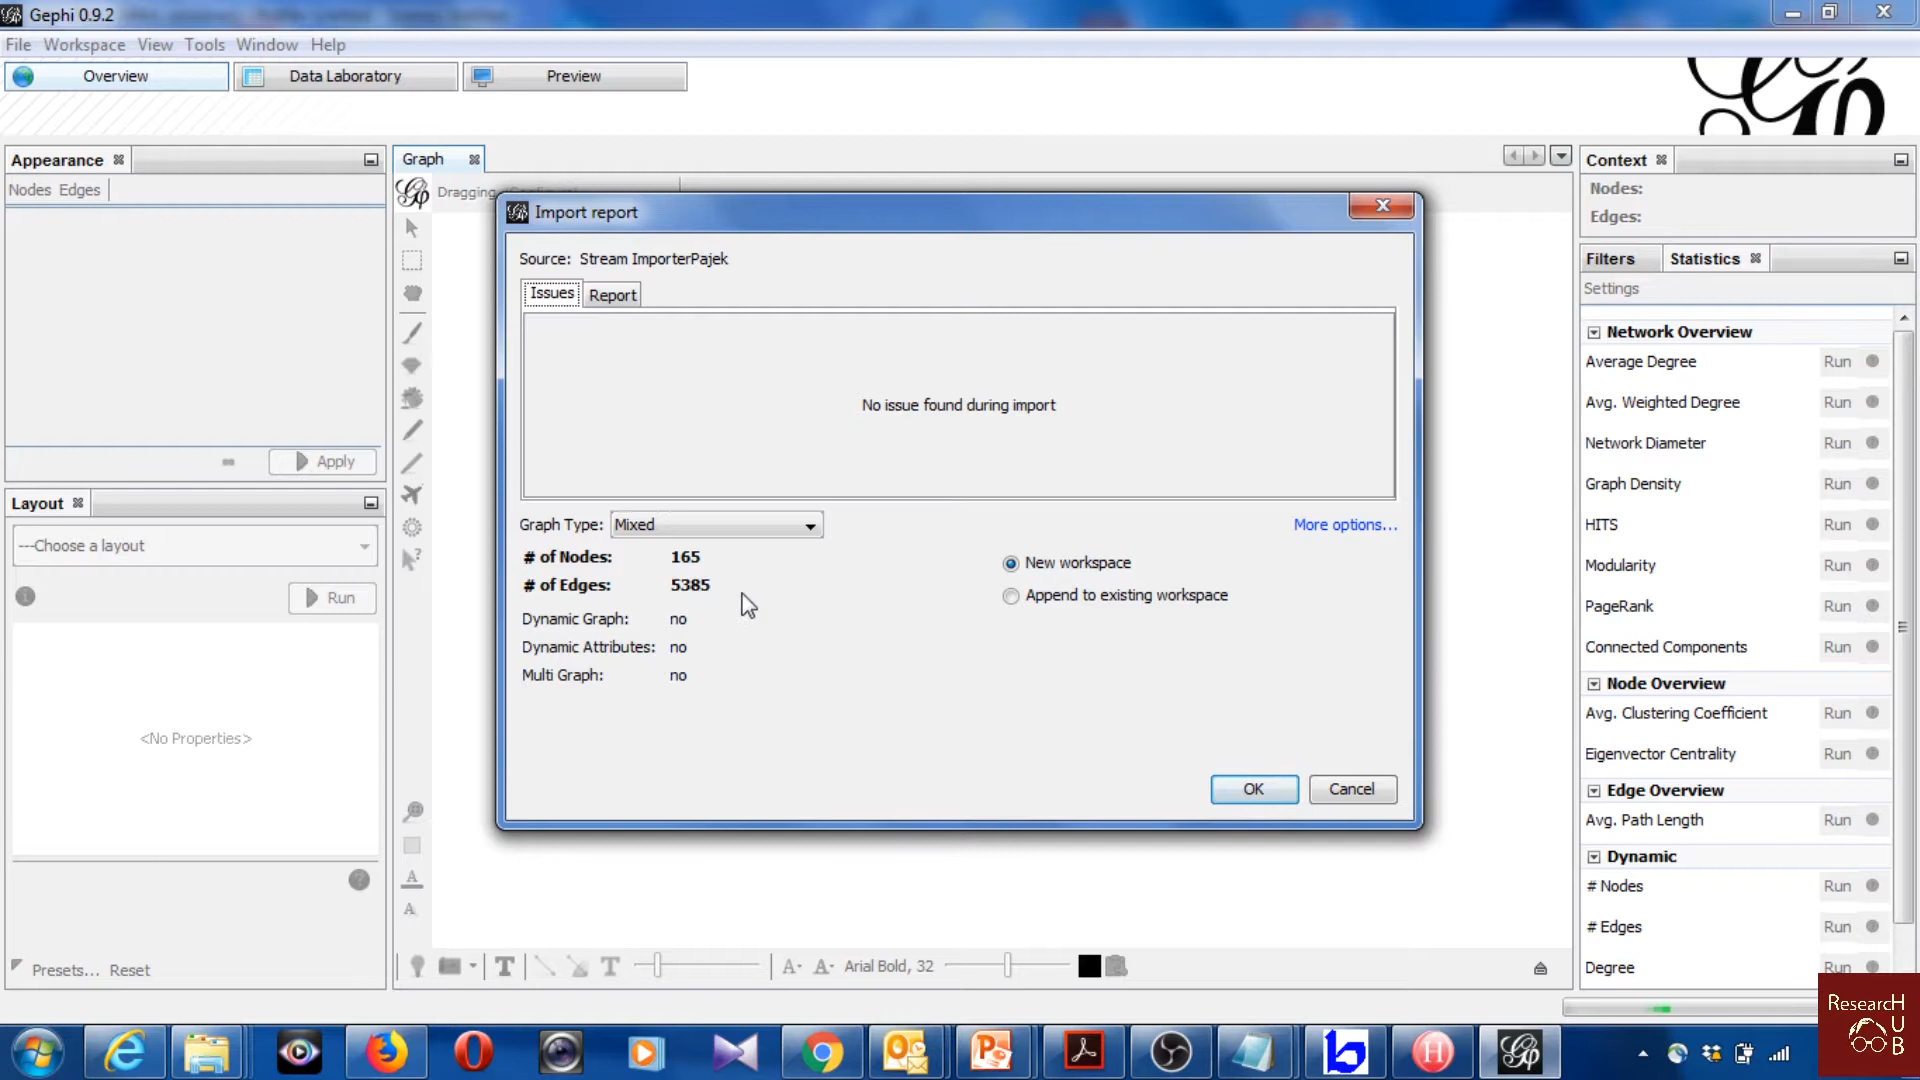 Gephi 0.9.2
File Workspace View Tools Window Help
Overview
Data Laboratory
Preview
Appearance
Nodes Edges
Apply
Layout
---Choose a layout
Run
<No Properties>
Presets... Reset
Graph
Dragging
Import report
Source: Stream ImporterPajek
Issues Report
No issue found during import
Graph Type: Mixed
More options...
# of Nodes: 165
# of Edges: 5385
Dynamic Graph: no
Dynamic Attributes: no
Multi Graph: no
New workspace
Append to existing workspace
OK
Cancel
Arial Bold, 32
Context
Nodes:
Edges:
Filters
Statistics
Settings
Network Overview
Average Degree Run
Avg. Weighted Degree Run
Network Diameter Run
Graph Density Run
HITS Run
Modularity Run
PageRank Run
Connected Components Run
Node Overview
Avg. Clustering Coefficient Run
Eigenvector Centrality Run
Edge Overview
Avg. Path Length Run
Dynamic
# Nodes Run
# Edges Run
Degree Run
ResearcH
U
B